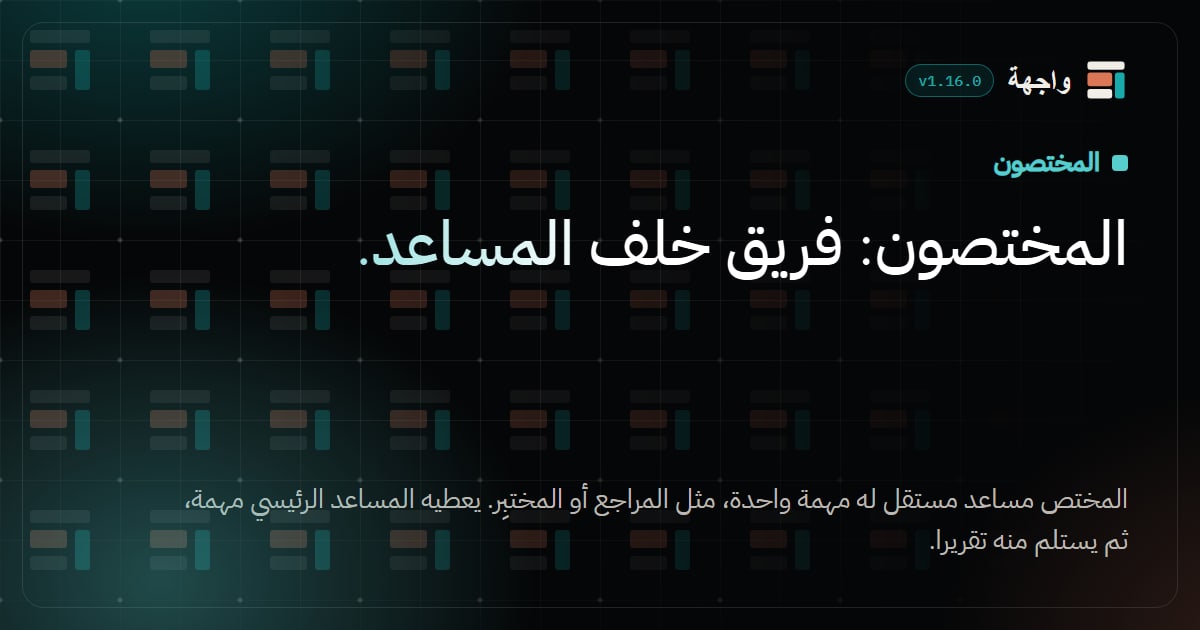 واجهة v1.16.0
المختصون
المختصون: فريق خلف المساعد.
المختص مساعد مستقل له مهمة واحدة، مثل المراجع أو المختبِر. يعطيه المساعد الرئيسي مهمة،
ثم يستلم منه تقريرا.